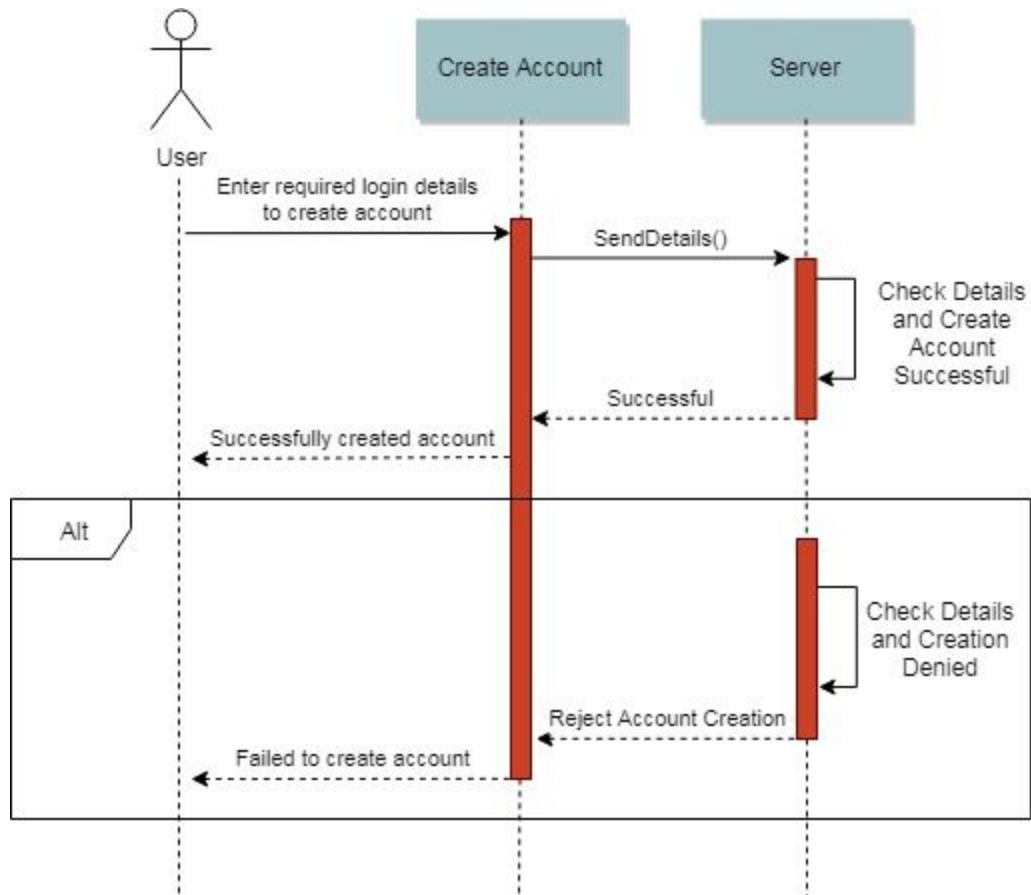 Create Account
Server
User
Enter required login details
to create account
SendDetails()
Check Details
and Create
Account
Successful
Successful
Successfully created account
Alt
Check Details
and Creation
Denied
Reject Account Creation
Failed to create account